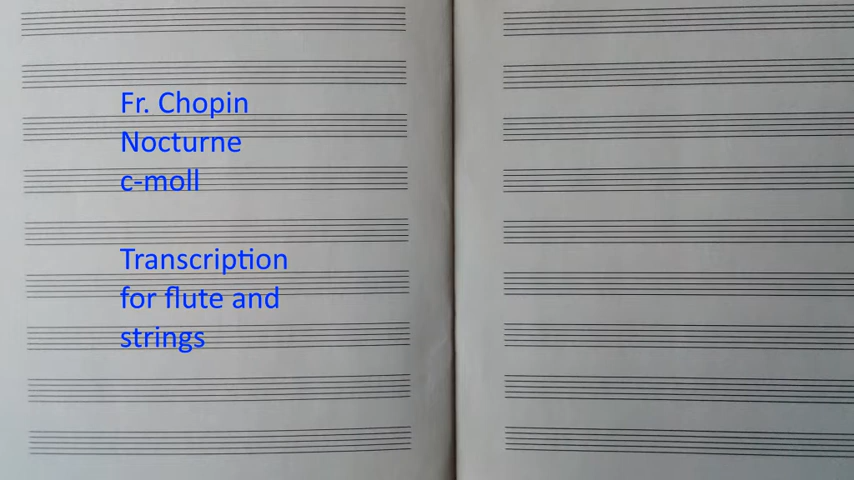 Fr. Chopin
Nocturne
c-moll
Transcription
for flute and
strings